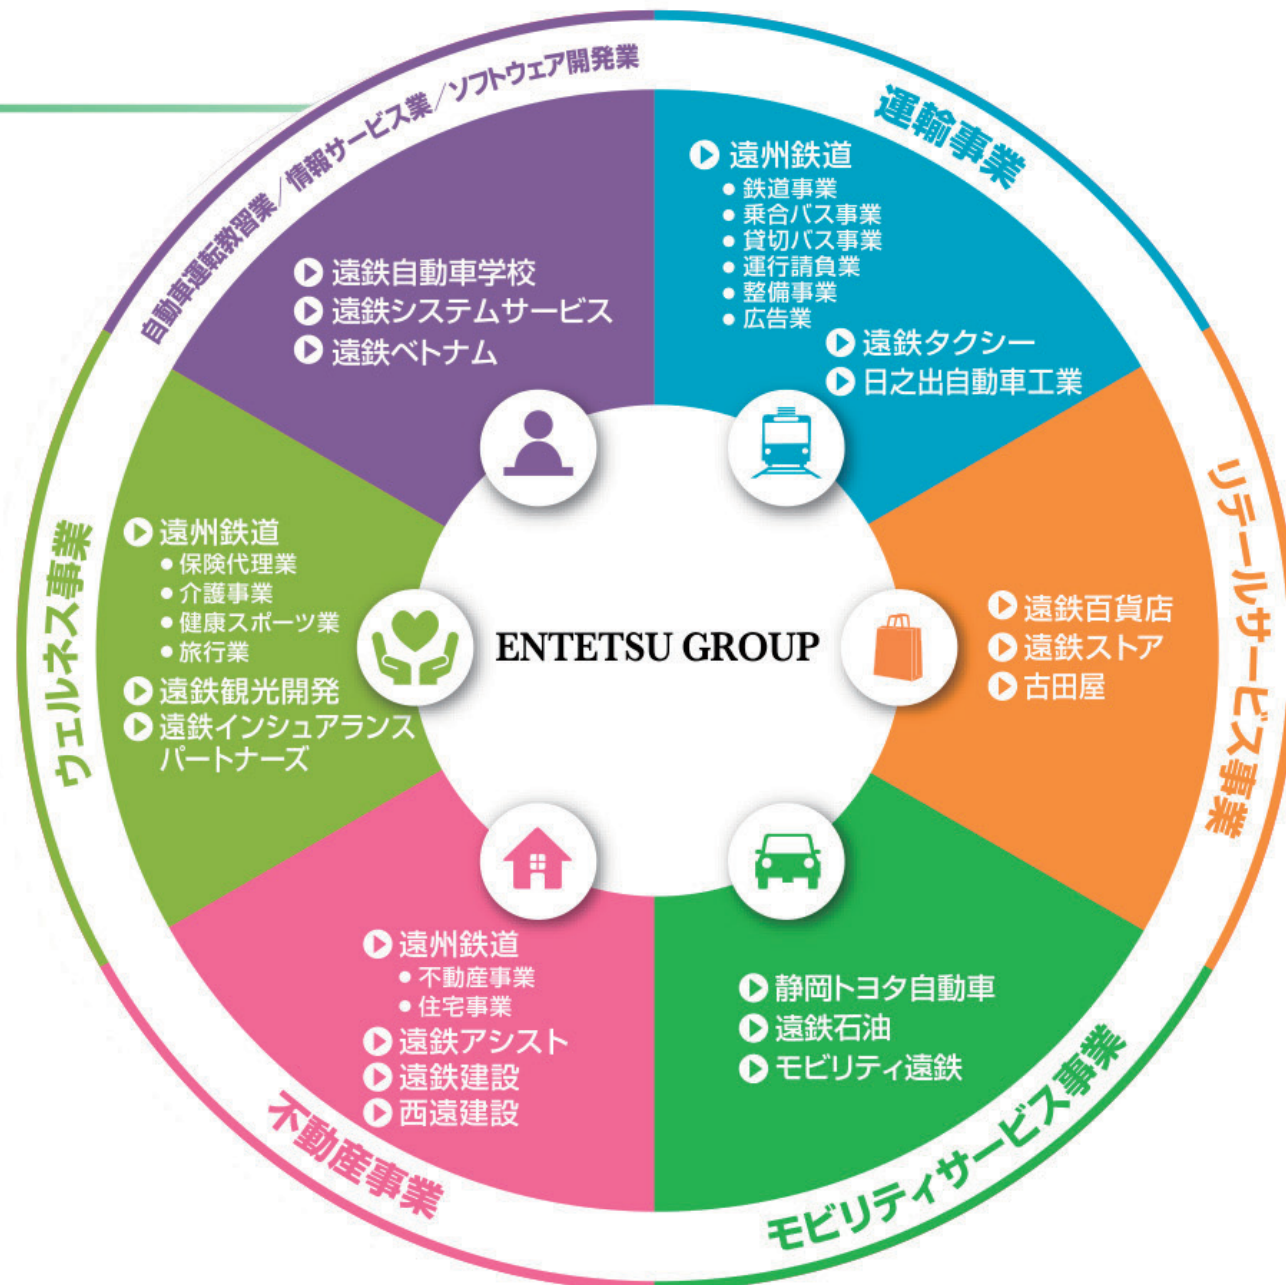 運輸事業
遠州鉄道
鉄道事業
乗合バス事業
貸切バス事業
運行請負業
整備事業
広告業
遠鉄タクシー
日之出自動車工業
リテールサービス事業
遠鉄百貨店
遠鉄ストア
古田屋
モビリティサービス事業
静岡トヨタ自動車
遠鉄石油
モビリティ遠鉄
不動産事業
遠州鉄道
不動産事業
住宅事業
遠鉄アシスト
遠鉄建設
西遠建設
ウェルネス事業
遠州鉄道
保険代理業
介護事業
健康スポーツ業
旅行業
遠鉄観光開発
遠鉄インシュアランス
パートナーズ
自動車運転教習業/情報サービス業/ソフトウェア開発業
遠鉄自動車学校
遠鉄システムサービス
遠鉄ベトナム
ENTETSU GROUP